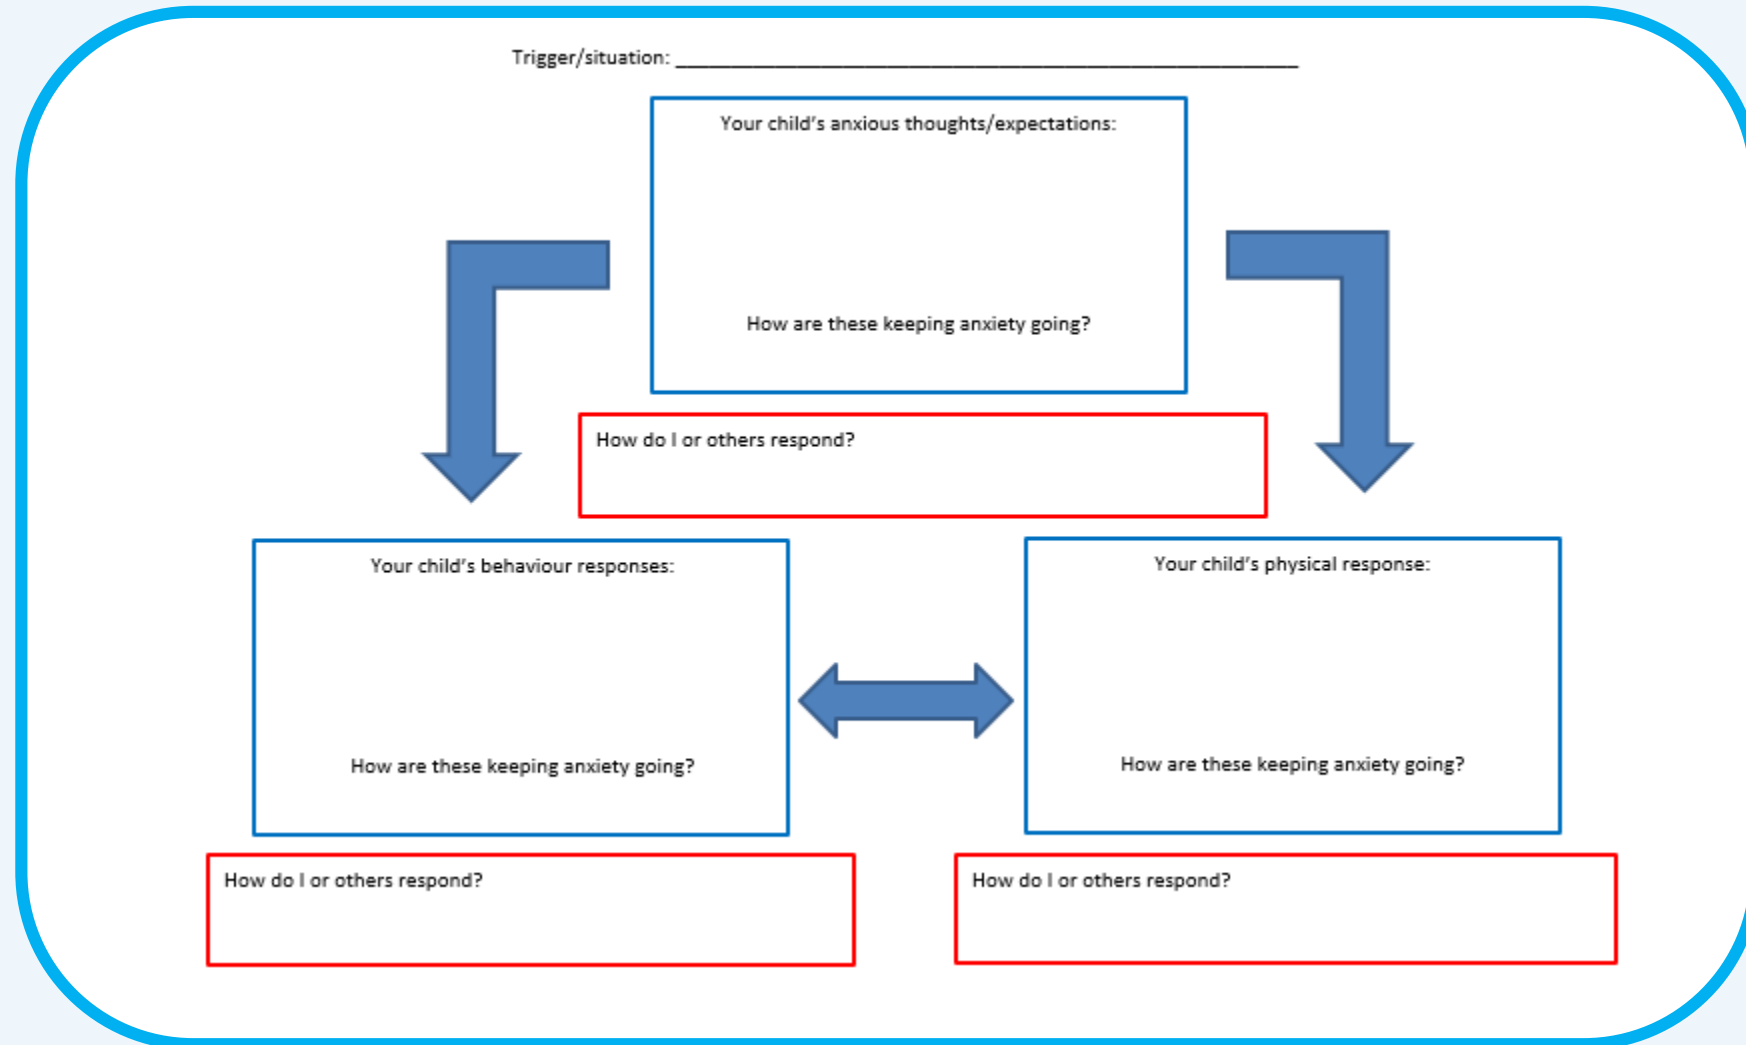 Trigger/situation: ________________________________________________________
Your child's anxious thoughts/expectations:
How are these keeping anxiety going?
How do I or others respond?
Your child's behaviour responses:
How are these keeping anxiety going?
How do I or others respond?
Your child's physical response:
How are these keeping anxiety going?
How do I or others respond?